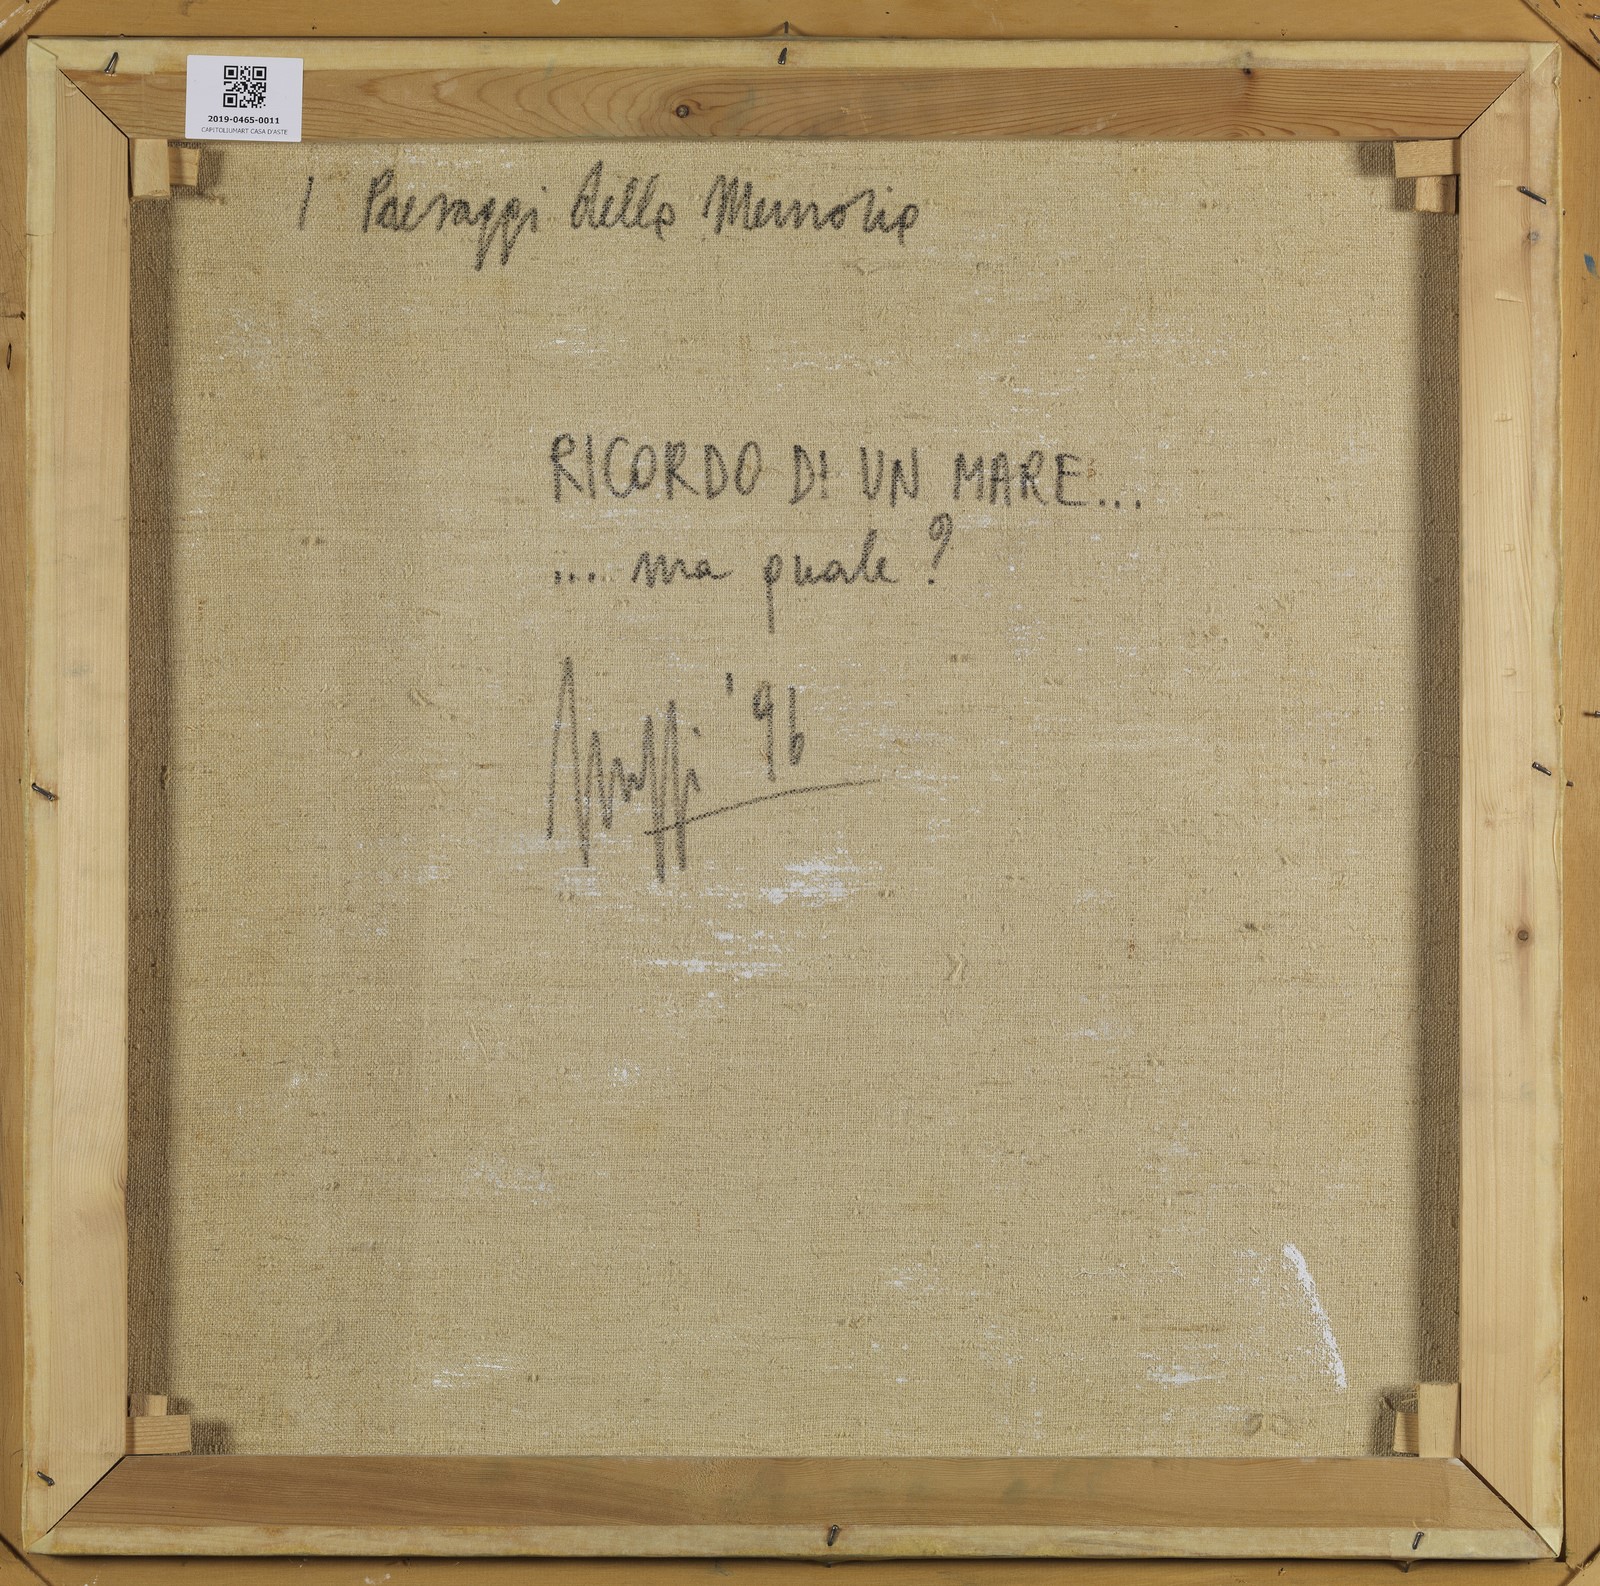 2019-0465-0011
CAPITOLIUMART CASA D'ASTE
I Paesaggi della Memoria
RICORDO DI UN MARE...
... ma quale?
'96